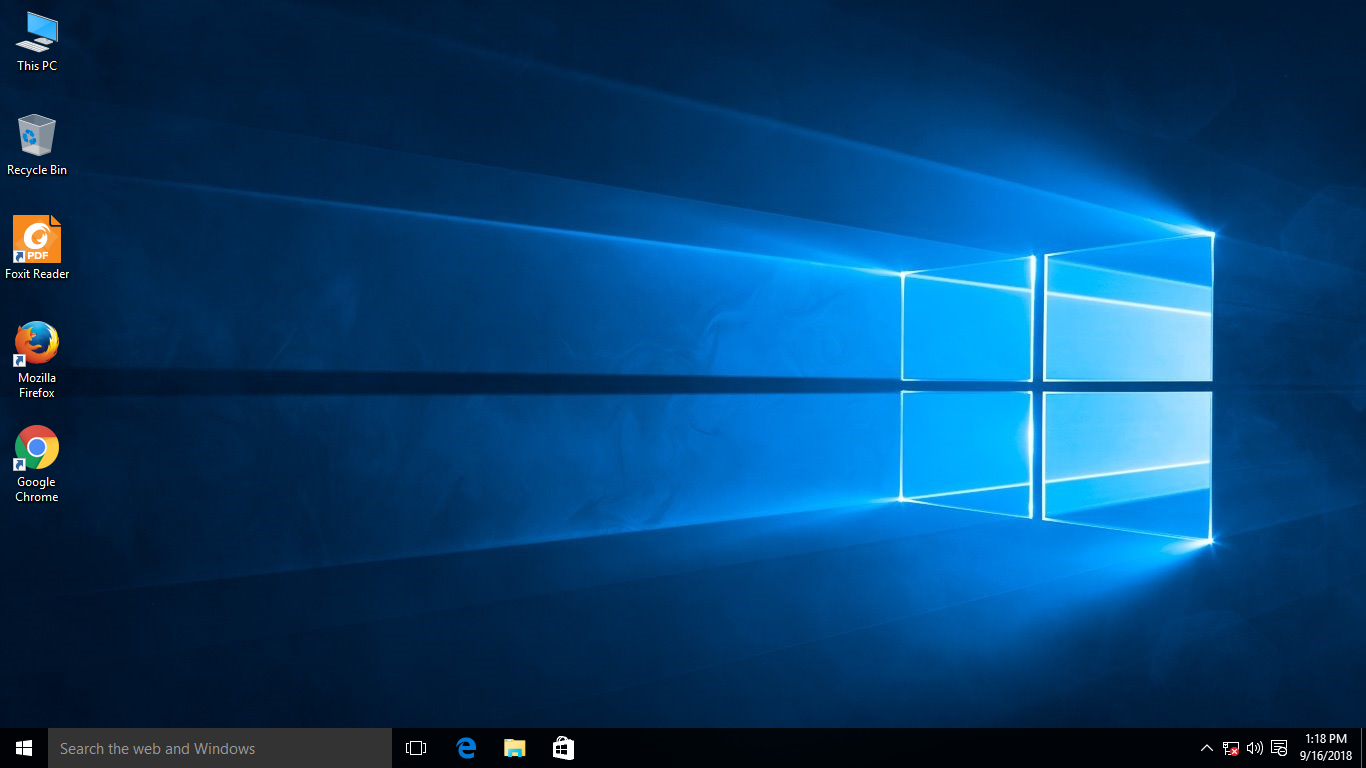 This PC
Recycle Bin
PDF
Foxit Reader
Mozilla
Firefox
Google
Chrome
Search the web and Windows
1:18 PM
9/16/2018